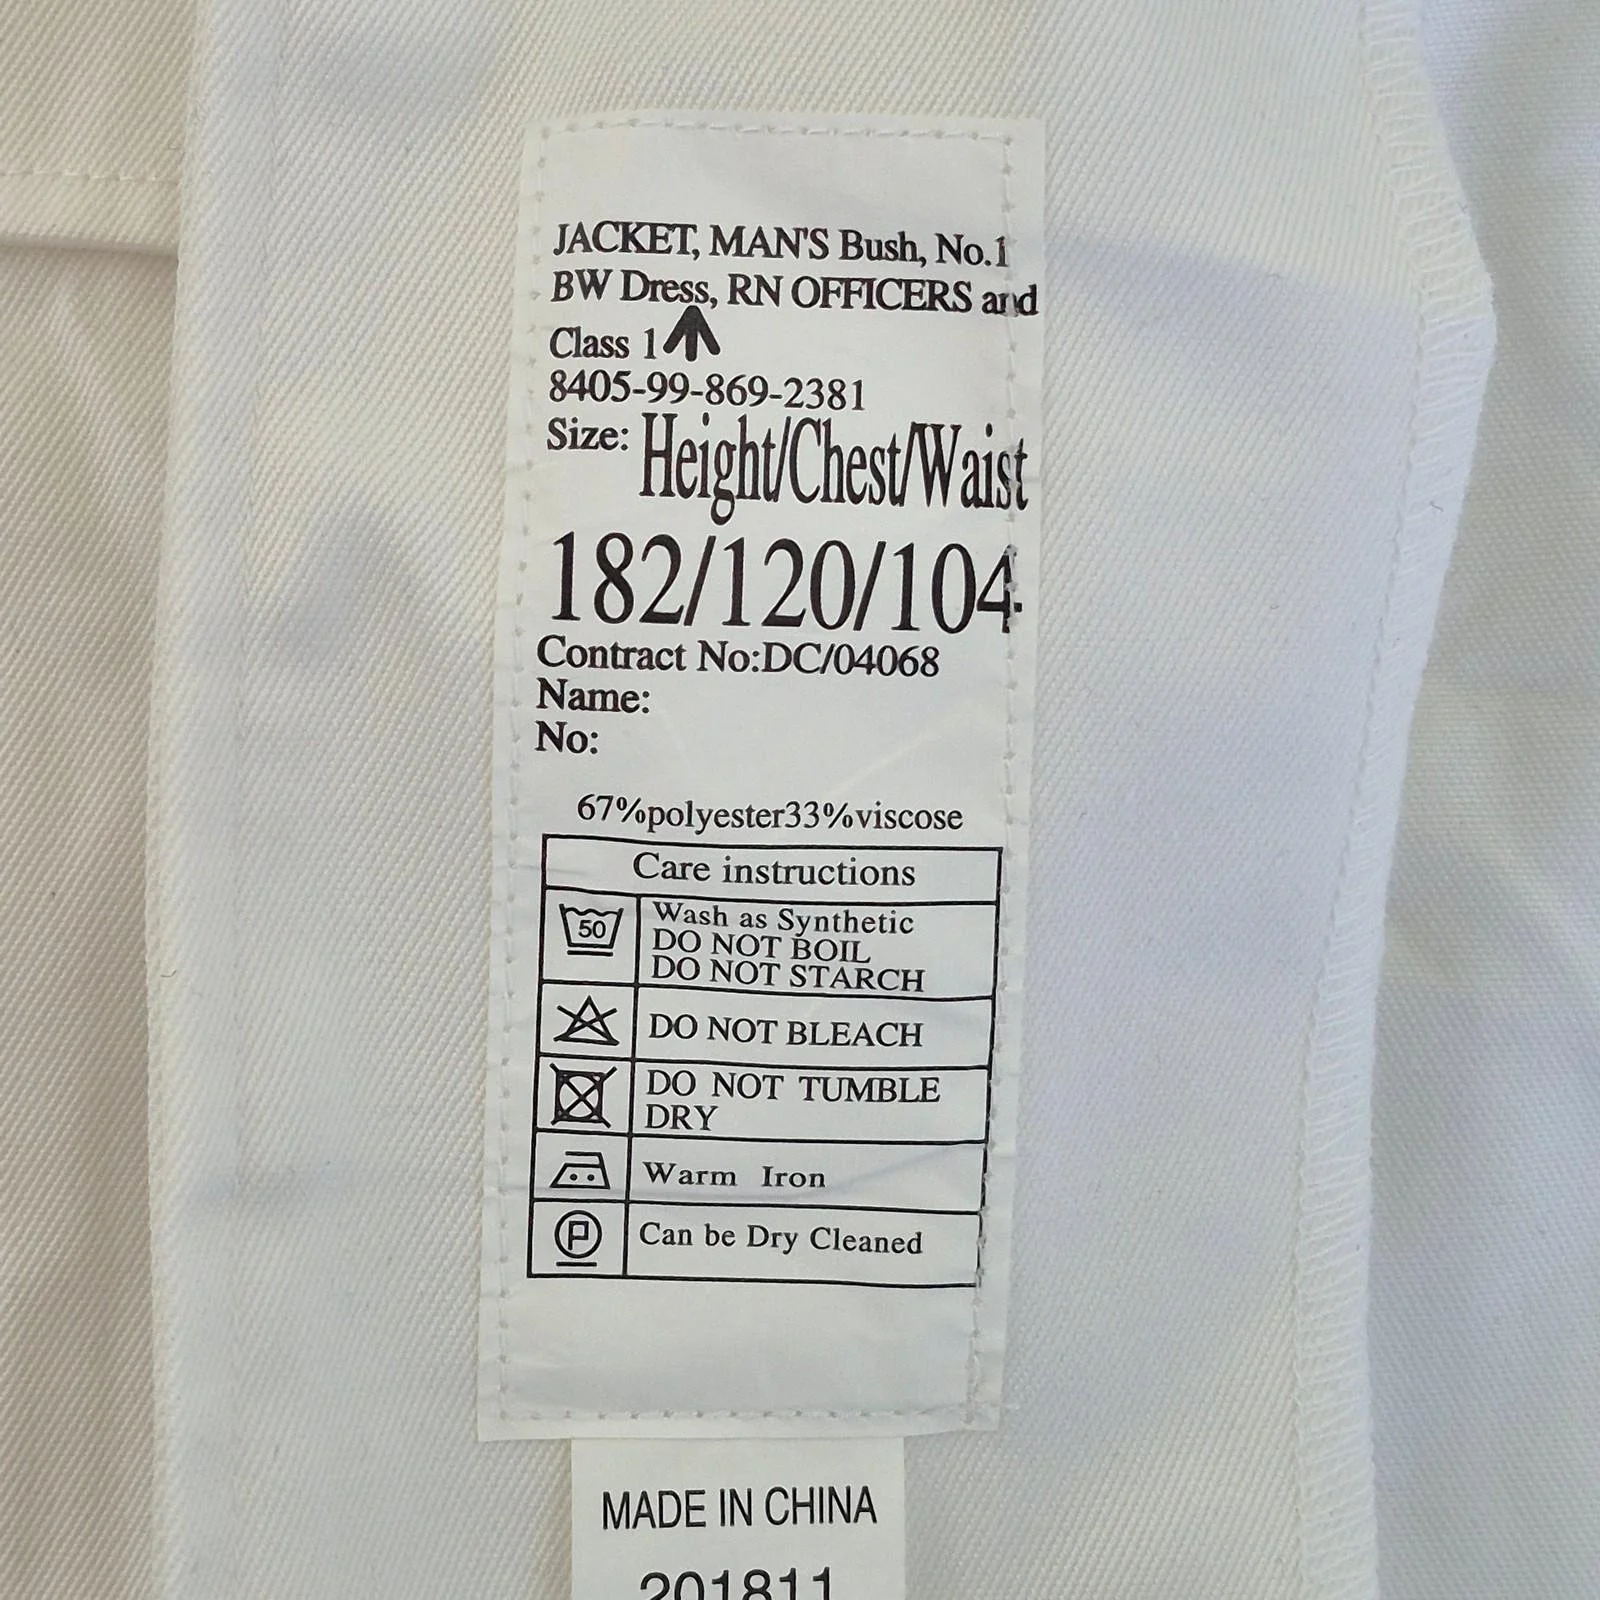 JACKET, MAN'S Bush, No.1
BW Dress, RN OFFICERS and
Class 1
8405-99-869-2381
Size: Height/Chest/Waist
182/120/104
Contract No:DC/04068
Name:
No:
67%polyester33%viscose
Care instructions
50
Wash as Synthetic
DO NOT BOIL
DO NOT STARCH
DO NOT BLEACH
DO NOT TUMBLE
DRY
Warm Iron
P
Can be Dry Cleaned
MADE IN CHINA
201811